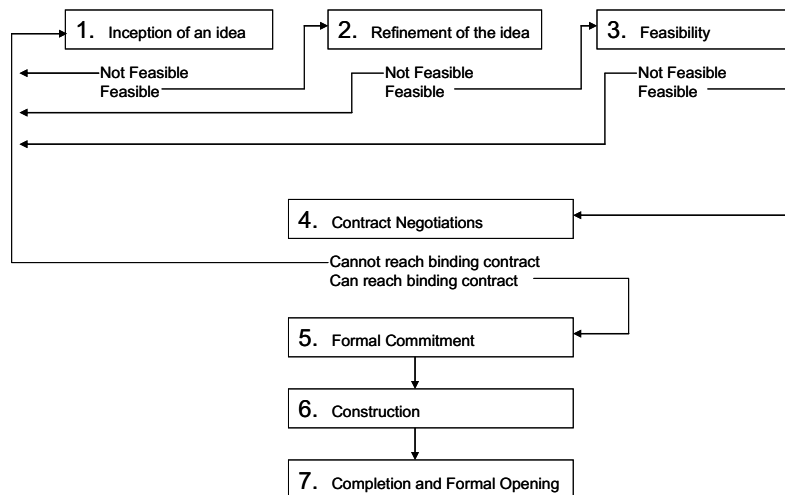 1. Inception of an idea
2. Refinement of the idea
3. Feasibility
Not Feasible
Feasible
Not Feasible
Feasible
Not Feasible
Feasible
4. Contract Negotiations
Cannot reach binding contract
Can reach binding contract
5. Formal Commitment
6. Construction
7. Completion and Formal Opening